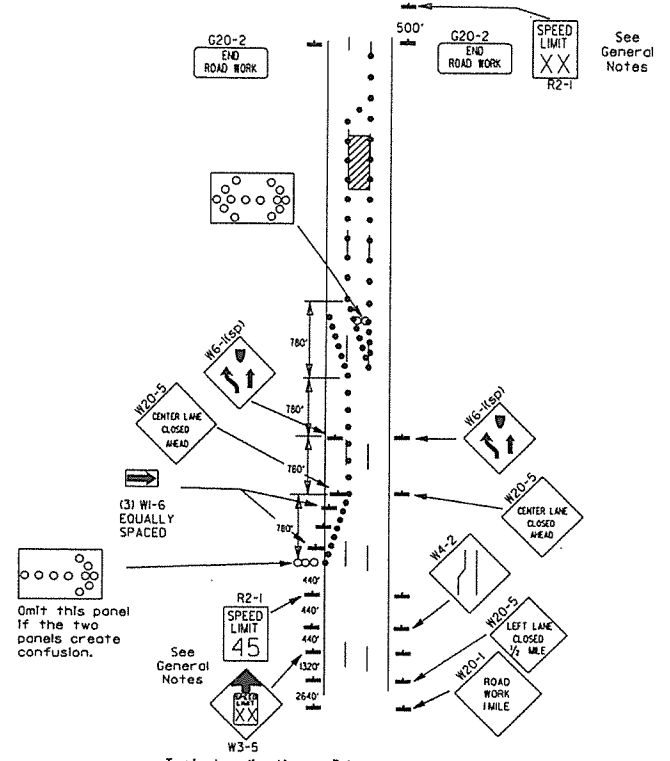 500'
G20-2
END
ROAD WORK
G20-2
END
ROAD WORK
SPEED
LIMIT
XX
R2-1
See
General
Notes
780'
W6-1(sp)
780'
W20-5
CENTER LANE
CLOSED
AHEAD
W6-1(sp)
780'
(3) W1-6
EQUALLY
SPACED
780'
W20-5
CENTER LANE
CLOSED
AHEAD
Omit this panel
if the two
panels create
confusion.
440'
R2-1
SPEED
LIMIT
45
440'
440'
1320'
2640'
W4-2
W20-5
LEFT LANE
CLOSED
1/2 MILE
W20-1
ROAD
WORK
1 MILE
See
General
Notes
SPEED
LIMIT
XX
W3-5